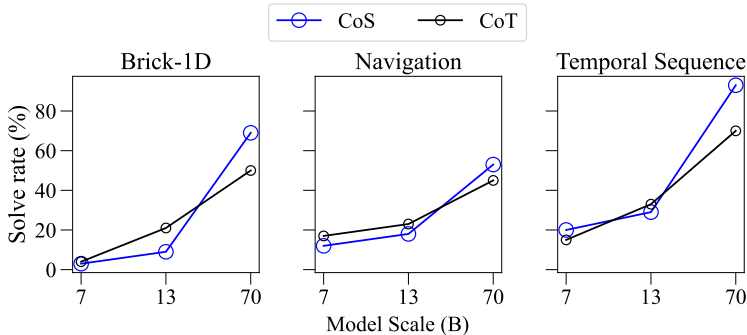 CoS CoT
Brick-1D Navigation Temporal Sequence
Solve rate (%)
80
60
40
20
0
7 13 70 7 13 70 7 13 70
Model Scale (B)